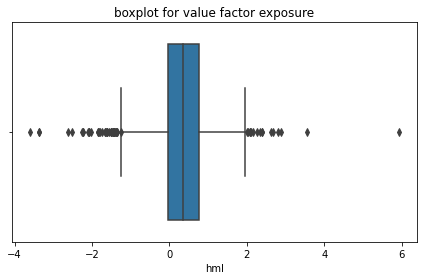 boxplot for value factor exposure
−4 −2 0 2 4 6
hml